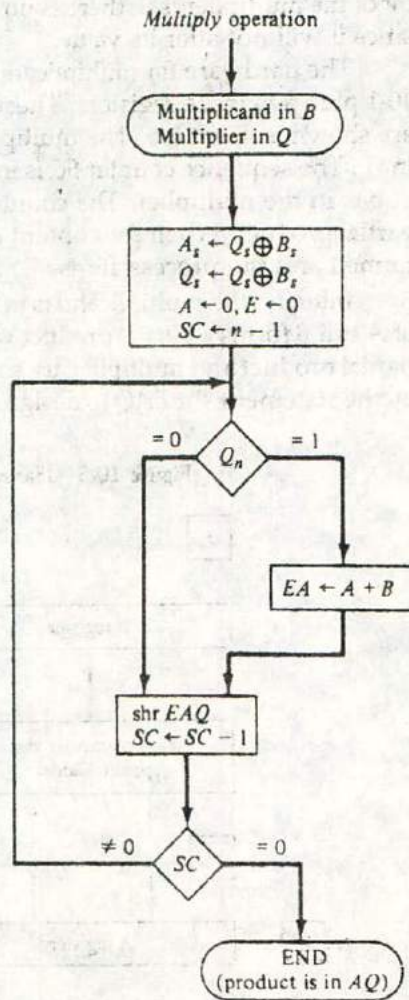 Multiply operation
Multiplicand in B
Multiplier in Q
A_s ← Q_s ⊕ B_s
Q_s ← Q_s ⊕ B_s
A ← 0, E ← 0
SC ← n − 1
= 0
= 1
Q_n
EA ← A + B
shr EAQ
SC ← SC − 1
≠ 0
= 0
SC
END
(product is in AQ)